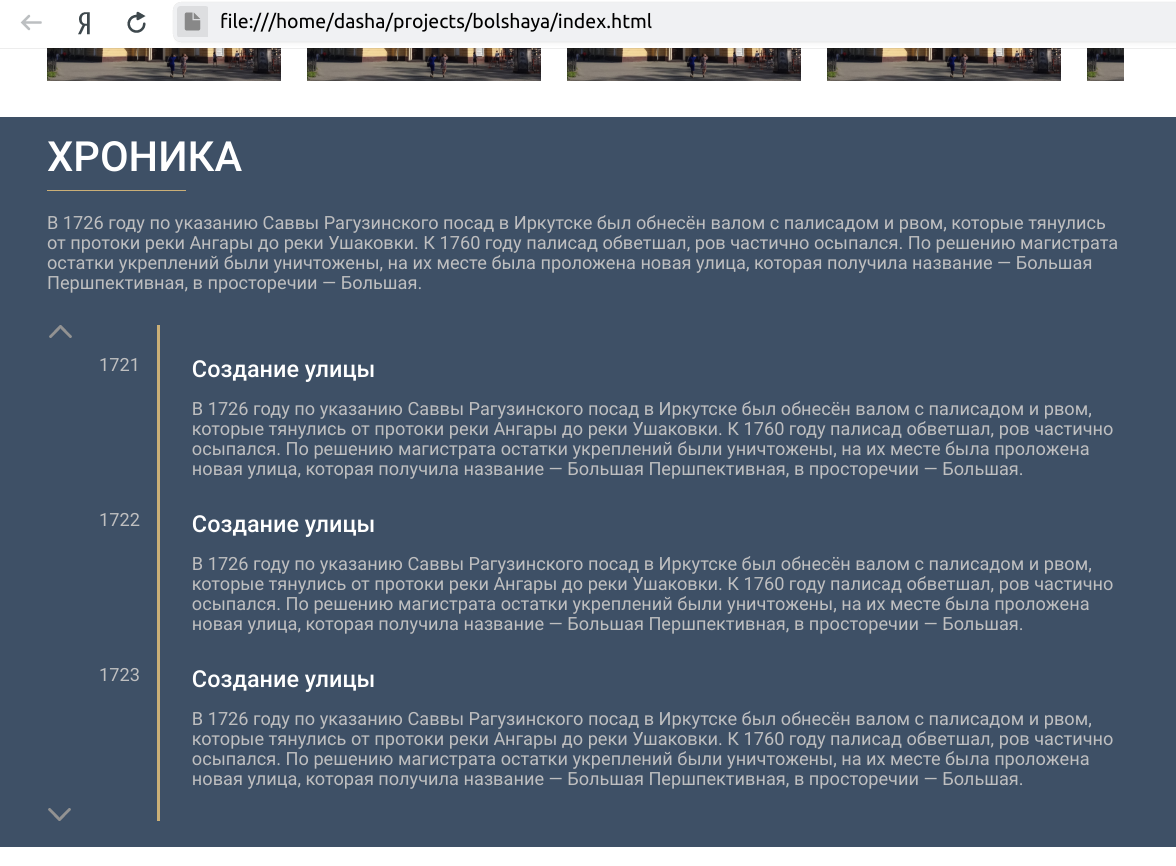 Я
file:///home/dasha/projects/bolshaya/index.html
ХРОНИКА
В 1726 году по указанию Саввы Рагузинского посад в Иркутске был обнесён валом с палисадом и рвом, которые тянулись
от протоки реки Ангары до реки Ушаковки. К 1760 году палисад обветшал, ров частично осыпался. По решению магистрата
остатки укреплений были уничтожены, на их месте была проложена новая улица, которая получила название — Большая
Першпективная, в просторечии — Большая.
1721
Создание улицы
В 1726 году по указанию Саввы Рагузинского посад в Иркутске был обнесён валом с палисадом и рвом,
которые тянулись от протоки реки Ангары до реки Ушаковки. К 1760 году палисад обветшал, ров частично
осыпался. По решению магистрата остатки укреплений были уничтожены, на их месте была проложена
новая улица, которая получила название — Большая Першпективная, в просторечии — Большая.
1722
Создание улицы
В 1726 году по указанию Саввы Рагузинского посад в Иркутске был обнесён валом с палисадом и рвом,
которые тянулись от протоки реки Ангары до реки Ушаковки. К 1760 году палисад обветшал, ров частично
осыпался. По решению магистрата остатки укреплений были уничтожены, на их месте была проложена
новая улица, которая получила название — Большая Першпективная, в просторечии — Большая.
1723
Создание улицы
В 1726 году по указанию Саввы Рагузинского посад в Иркутске был обнесён валом с палисадом и рвом,
которые тянулись от протоки реки Ангары до реки Ушаковки. К 1760 году палисад обветшал, ров частично
осыпался. По решению магистрата остатки укреплений были уничтожены, на их месте была проложена
новая улица, которая получила название — Большая Першпективная, в просторечии — Большая.